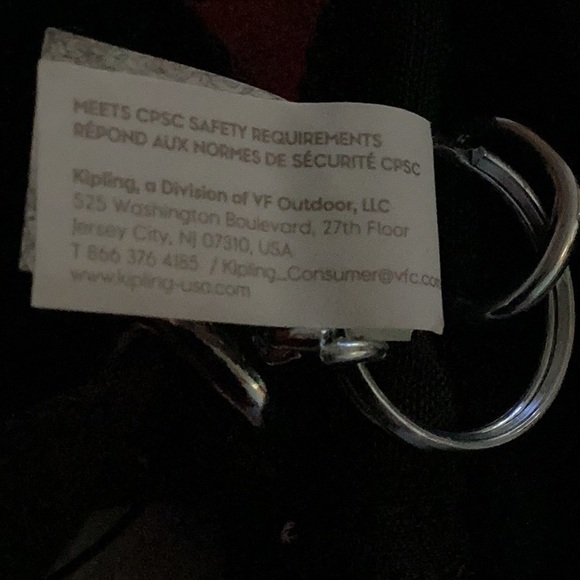 MEETS CPSC SAFETY REQUIREMENTS
RÉPOND AUX NORMES DE SÉCURITÉ CPSC
Kipling, a Division of VF Outdoor, LLC
525 Washington Boulevard, 27th Floor
Jersey City, NJ 07310, USA
T 866 376 4185 / Kipling_Consumer@vfc.co
www.kipling-usa.com